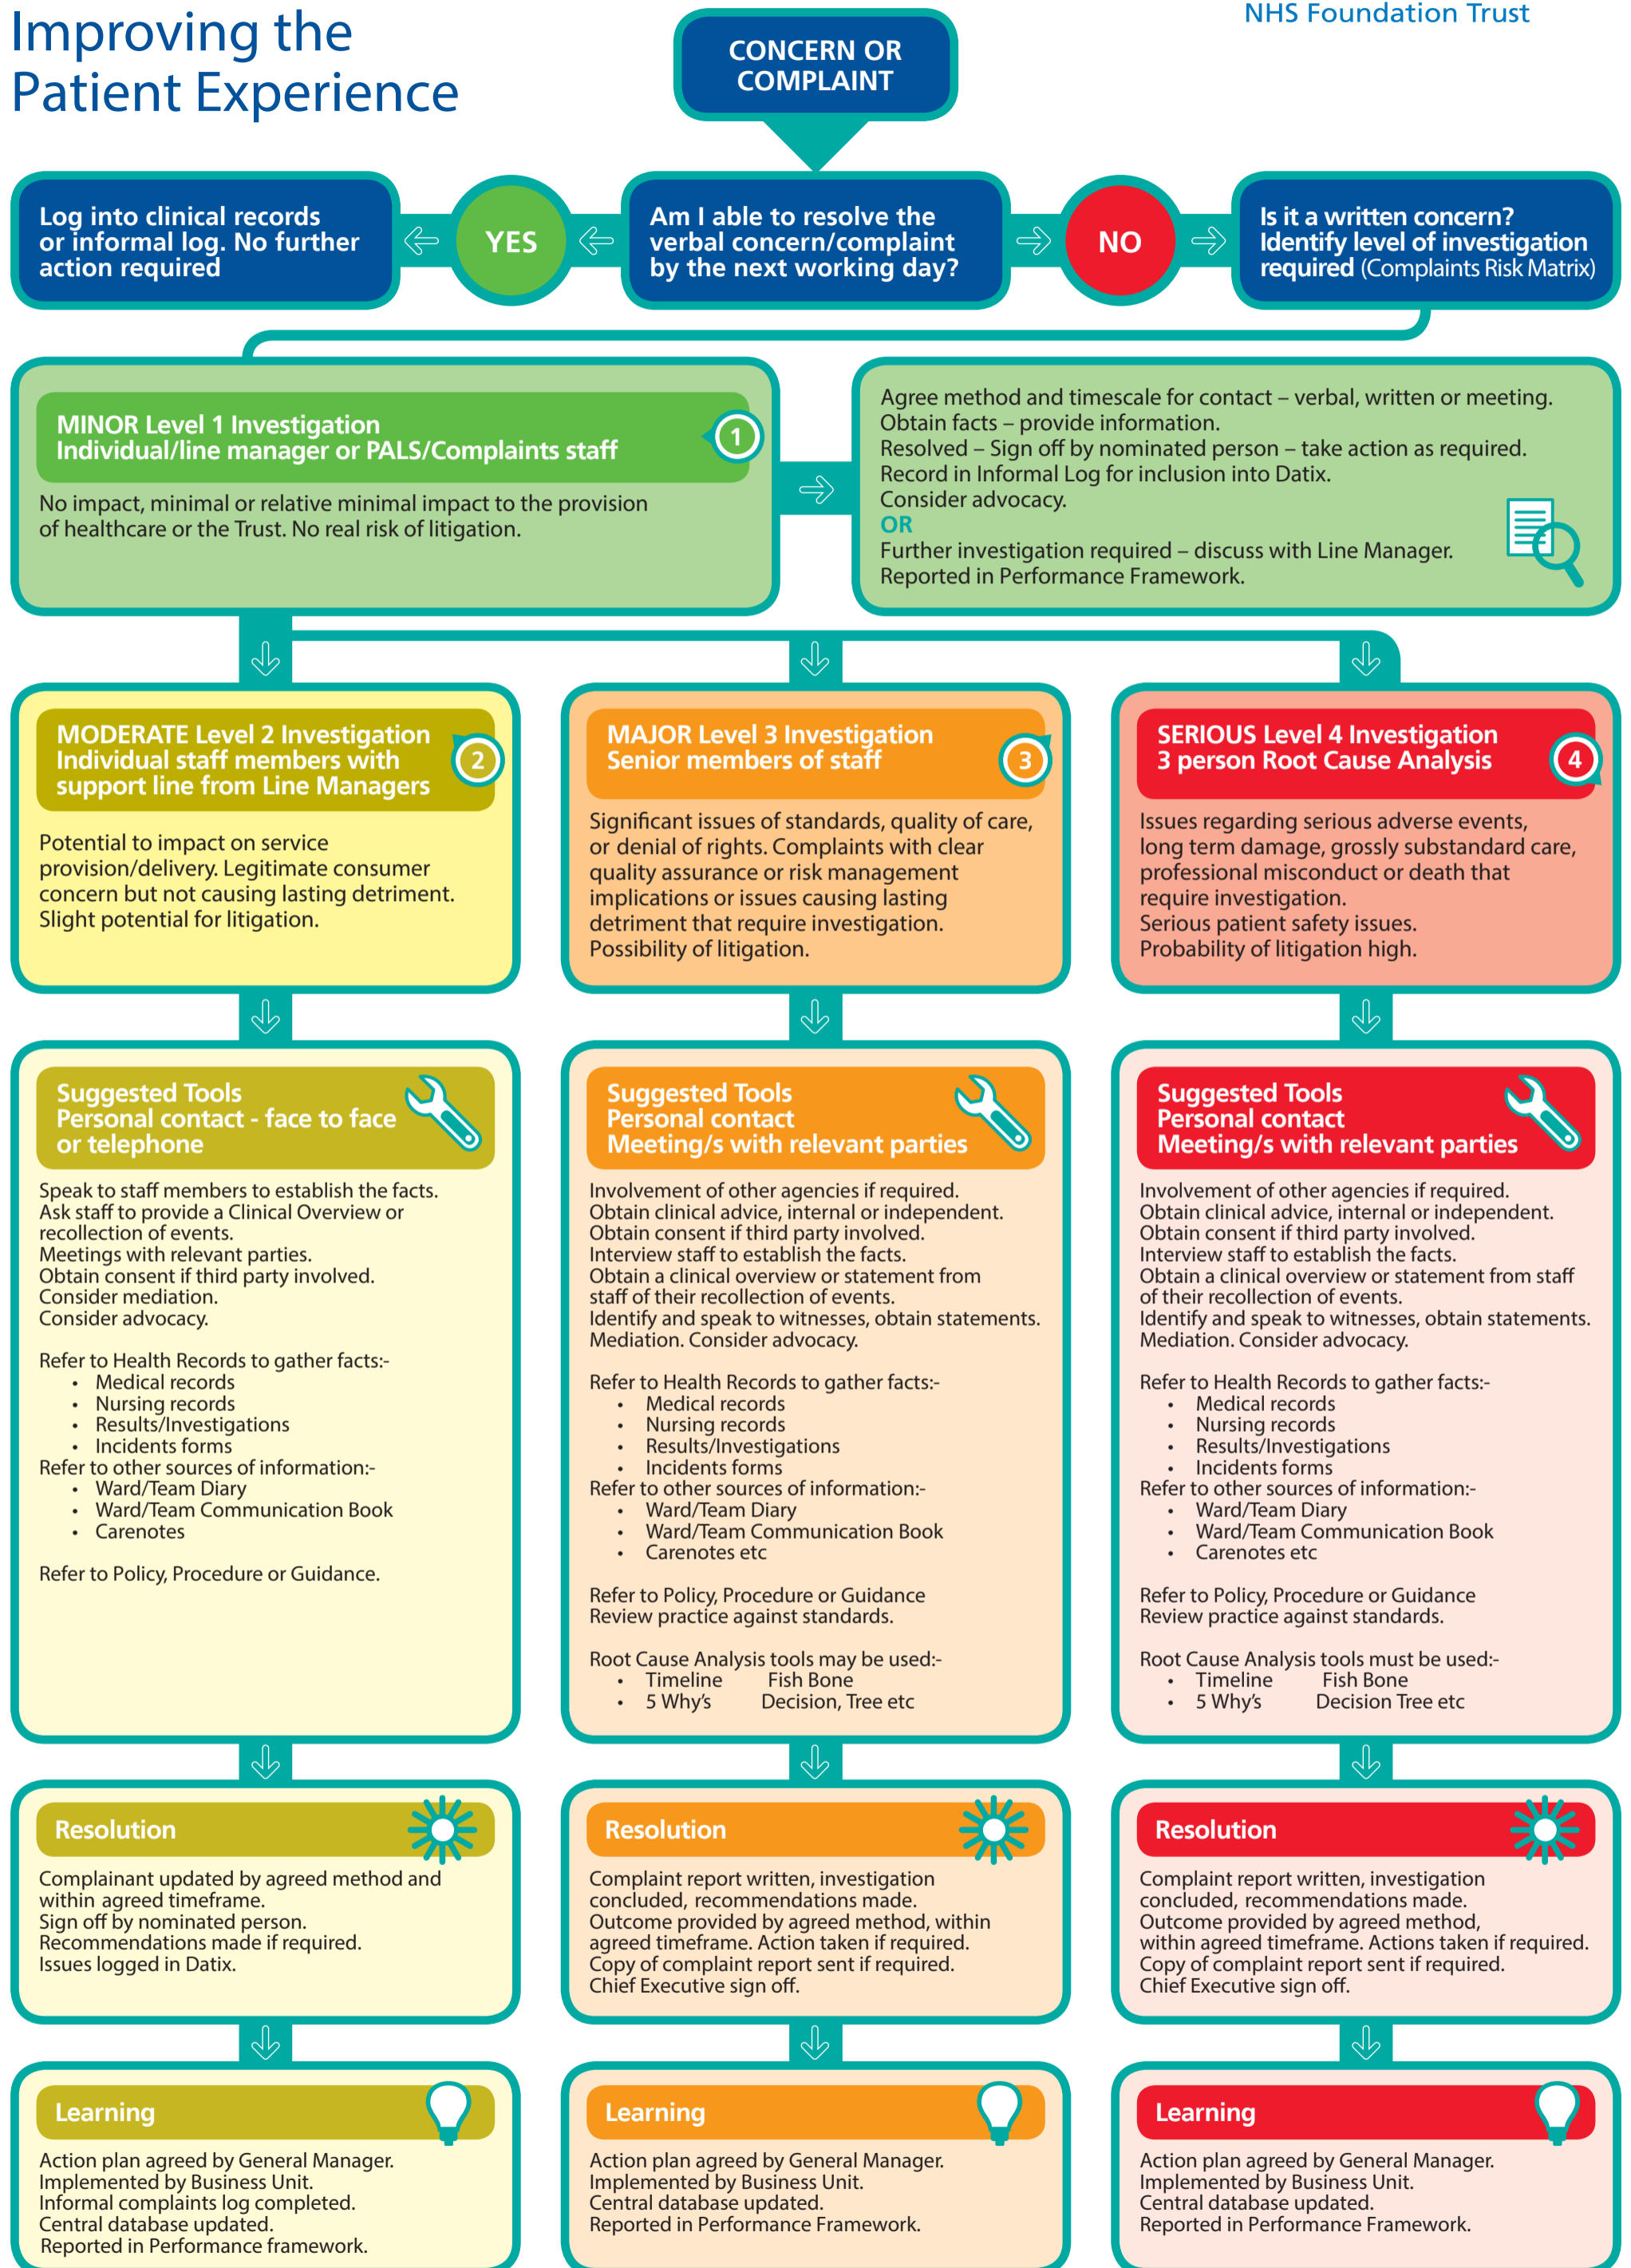 Improving the
Patient Experience
NHS Foundation Trust
CONCERN OR
COMPLAINT
Log into clinical records
or informal log. No further
action required
YES
Am I able to resolve the
verbal concern/complaint
by the next working day?
NO
Is it a written concern?
Identify level of investigation
required (Complaints Risk Matrix)
MINOR Level 1 Investigation
Individual/line manager or PALS/Complaints staff
1
No impact, minimal or relative minimal impact to the provision
of healthcare or the Trust. No real risk of litigation.
Agree method and timescale for contact – verbal, written or meeting.
Obtain facts – provide information.
Resolved – Sign off by nominated person – take action as required.
Record in Informal Log for inclusion into Datix.
Consider advocacy.
OR
Further investigation required – discuss with Line Manager.
Reported in Performance Framework.
MODERATE Level 2 Investigation
Individual staff members with
support line from Line Managers
2
Potential to impact on service
provision/delivery. Legitimate consumer
concern but not causing lasting detriment.
Slight potential for litigation.
MAJOR Level 3 Investigation
Senior members of staff
3
Significant issues of standards, quality of care,
or denial of rights. Complaints with clear
quality assurance or risk management
implications or issues causing lasting
detriment that require investigation.
Possibility of litigation.
SERIOUS Level 4 Investigation
3 person Root Cause Analysis
4
Issues regarding serious adverse events,
long term damage, grossly substandard care,
professional misconduct or death that
require investigation.
Serious patient safety issues.
Probability of litigation high.
Suggested Tools
Personal contact - face to face
or telephone
Speak to staff members to establish the facts.
Ask staff to provide a Clinical Overview or
recollection of events.
Meetings with relevant parties.
Obtain consent if third party involved.
Consider mediation.
Consider advocacy.
Refer to Health Records to gather facts:-
• Medical records
• Nursing records
• Results/Investigations
• Incidents forms
Refer to other sources of information:-
• Ward/Team Diary
• Ward/Team Communication Book
• Carenotes
Refer to Policy, Procedure or Guidance.
Suggested Tools
Personal contact
Meeting/s with relevant parties
Involvement of other agencies if required.
Obtain clinical advice, internal or independent.
Obtain consent if third party involved.
Interview staff to establish the facts.
Obtain a clinical overview or statement from
staff of their recollection of events.
Identify and speak to witnesses, obtain statements.
Mediation. Consider advocacy.
Refer to Health Records to gather facts:-
• Medical records
• Nursing records
• Results/Investigations
• Incidents forms
Refer to other sources of information:-
• Ward/Team Diary
• Ward/Team Communication Book
• Carenotes etc
Refer to Policy, Procedure or Guidance
Review practice against standards.
Root Cause Analysis tools may be used:-
• Timeline Fish Bone
• 5 Why's Decision, Tree etc
Suggested Tools
Personal contact
Meeting/s with relevant parties
Involvement of other agencies if required.
Obtain clinical advice, internal or independent.
Obtain consent if third party involved.
Interview staff to establish the facts.
Obtain a clinical overview or statement from staff
of their recollection of events.
Identify and speak to witnesses, obtain statements.
Mediation. Consider advocacy.
Refer to Health Records to gather facts:-
• Medical records
• Nursing records
• Results/Investigations
• Incidents forms
Refer to other sources of information:-
• Ward/Team Diary
• Ward/Team Communication Book
• Carenotes etc
Refer to Policy, Procedure or Guidance
Review practice against standards.
Root Cause Analysis tools must be used:-
• Timeline Fish Bone
• 5 Why's Decision Tree etc
Resolution
Complainant updated by agreed method and
within agreed timeframe.
Sign off by nominated person.
Recommendations made if required.
Issues logged in Datix.
Resolution
Complaint report written, investigation
concluded, recommendations made.
Outcome provided by agreed method, within
agreed timeframe. Action taken if required.
Copy of complaint report sent if required.
Chief Executive sign off.
Resolution
Complaint report written, investigation
concluded, recommendations made.
Outcome provided by agreed method,
within agreed timeframe. Actions taken if required.
Copy of complaint report sent if required.
Chief Executive sign off.
Learning
Action plan agreed by General Manager.
Implemented by Business Unit.
Informal complaints log completed.
Central database updated.
Reported in Performance framework.
Learning
Action plan agreed by General Manager.
Implemented by Business Unit.
Central database updated.
Reported in Performance Framework.
Learning
Action plan agreed by General Manager.
Implemented by Business Unit.
Central database updated.
Reported in Performance Framework.